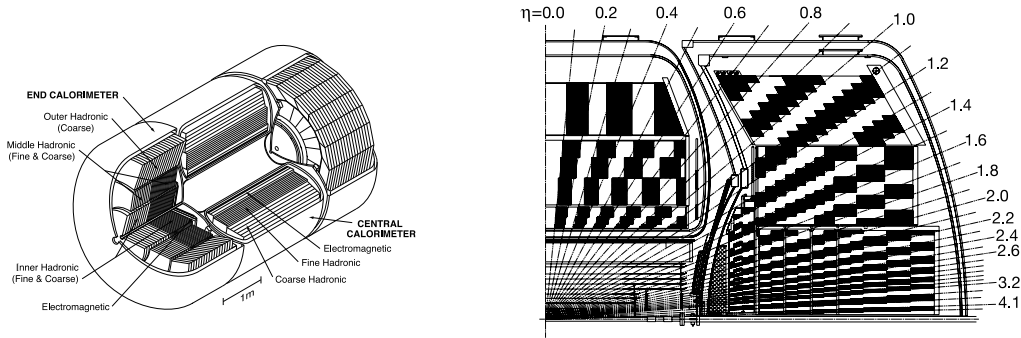 END CALORIMETER
Outer Hadronic
(Coarse)
Middle Hadronic
(Fine & Coarse)
Inner Hadronic
(Fine & Coarse)
Electromagnetic
1m
CENTRAL
CALORIMETER
Electromagnetic
Fine Hadronic
Coarse Hadronic
η=0.0 0.2 0.4 0.6 0.8 1.0
1.2
1.4
1.6
1.8
2.0
2.2
2.4
2.6
3.2
4.1